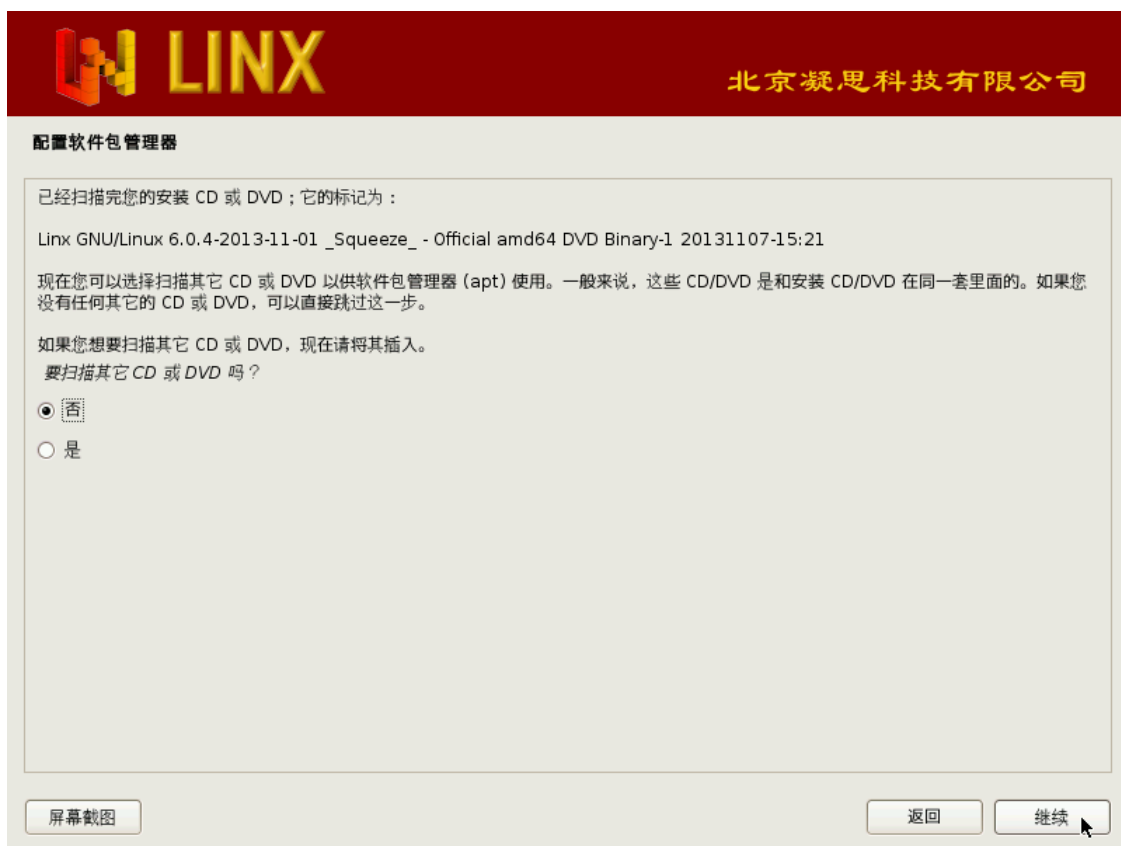 LINX
北京凝思科技有限公司
配置软件包管理器
已经扫描完您的安装 CD 或 DVD；它的标记为：
Linx GNU/Linux 6.0.4-2013-11-01 _Squeeze_ - Official amd64 DVD Binary-1 20131107-15:21
现在您可以选择扫描其它 CD 或 DVD 以供软件包管理器 (apt) 使用。一般来说，这些 CD/DVD 是和安装 CD/DVD 在同一套里面的。如果您
没有任何其它的 CD 或 DVD，可以直接跳过这一步。
如果您想要扫描其它 CD 或 DVD，现在请将其插入。
要扫描其它 CD 或 DVD 吗？
否
是
屏幕截图
返回
继续